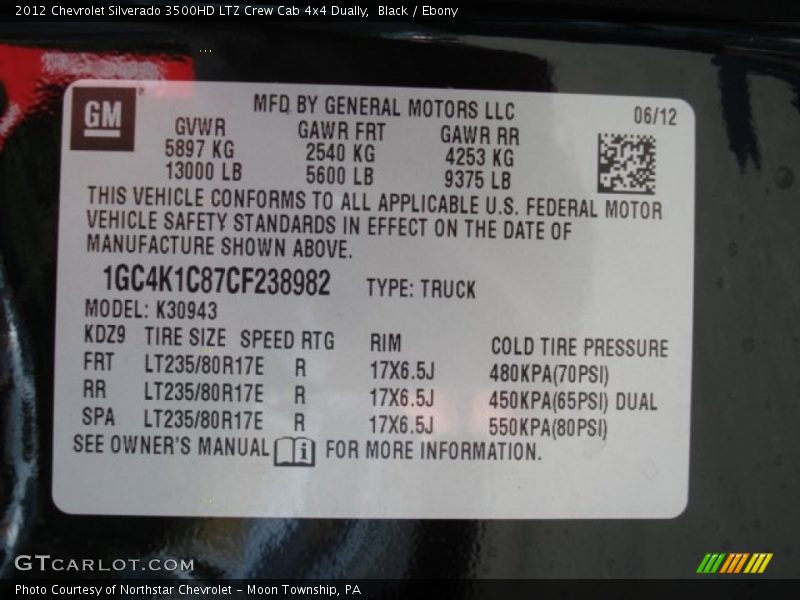 2012 Chevrolet Silverado 3500HD LTZ Crew Cab 4x4 Dually,  Black / Ebony
GM
MFD BY GENERAL MOTORS LLC 06/12
GVWR GAWR FRT GAWR RR
5897 KG 2540 KG 4253 KG
13000 LB 5600 LB 9375 LB
THIS VEHICLE CONFORMS TO ALL APPLICABLE U.S. FEDERAL MOTOR
VEHICLE SAFETY STANDARDS IN EFFECT ON THE DATE OF
MANUFACTURE SHOWN ABOVE.
1GC4K1C87CF238982 TYPE: TRUCK
MODEL: K30943
KDZ9 TIRE SIZE SPEED RTG RIM COLD TIRE PRESSURE
FRT LT235/80R17E R 17X6.5J 480KPA(70PSI)
RR LT235/80R17E R 17X6.5J 450KPA(65PSI) DUAL
SPA LT235/80R17E R 17X6.5J 550KPA(80PSI)
SEE OWNER'S MANUAL i FOR MORE INFORMATION.
GTCARLOT.COM
Photo Courtesy of Northstar Chevrolet - Moon Township, PA